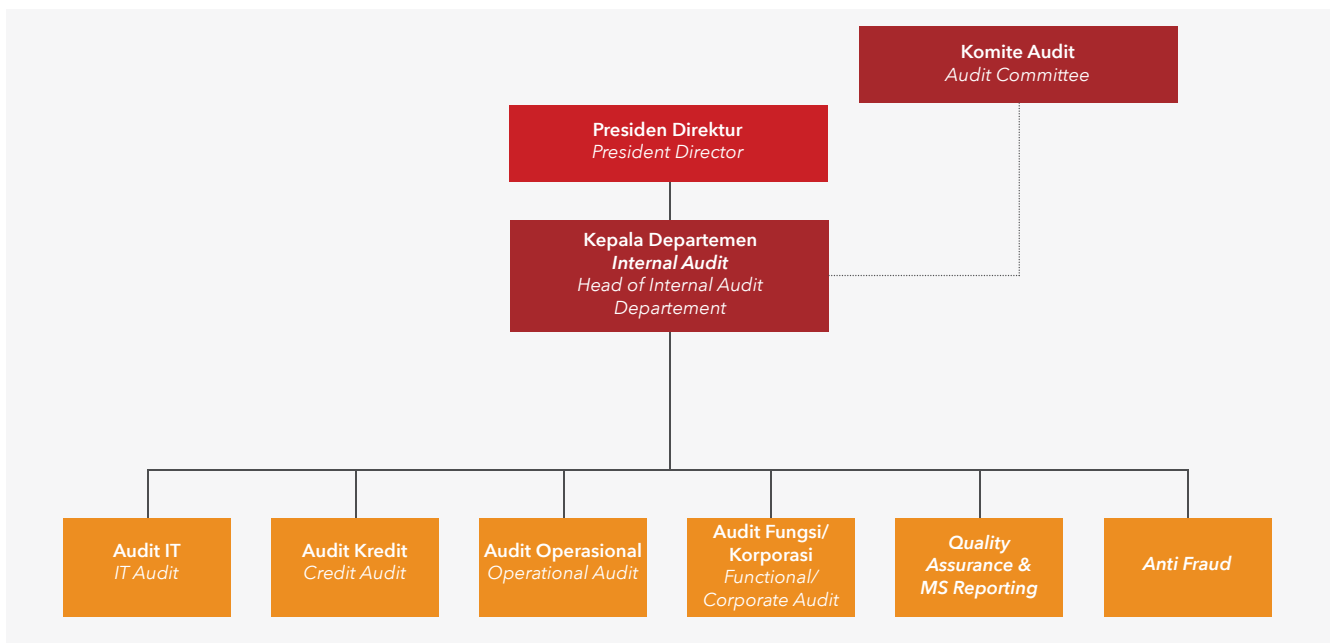 Komite Audit
Audit Committee
Presiden Direktur
President Director
Kepala Departemen
Internal Audit
Head of Internal Audit
Departement
Audit IT
IT Audit
Audit Kredit
Credit Audit
Audit Operasional
Operational Audit
Audit Fungsi/
Korporasi
Functional/
Corporate Audit
Quality
Assurance &
MS Reporting
Anti Fraud